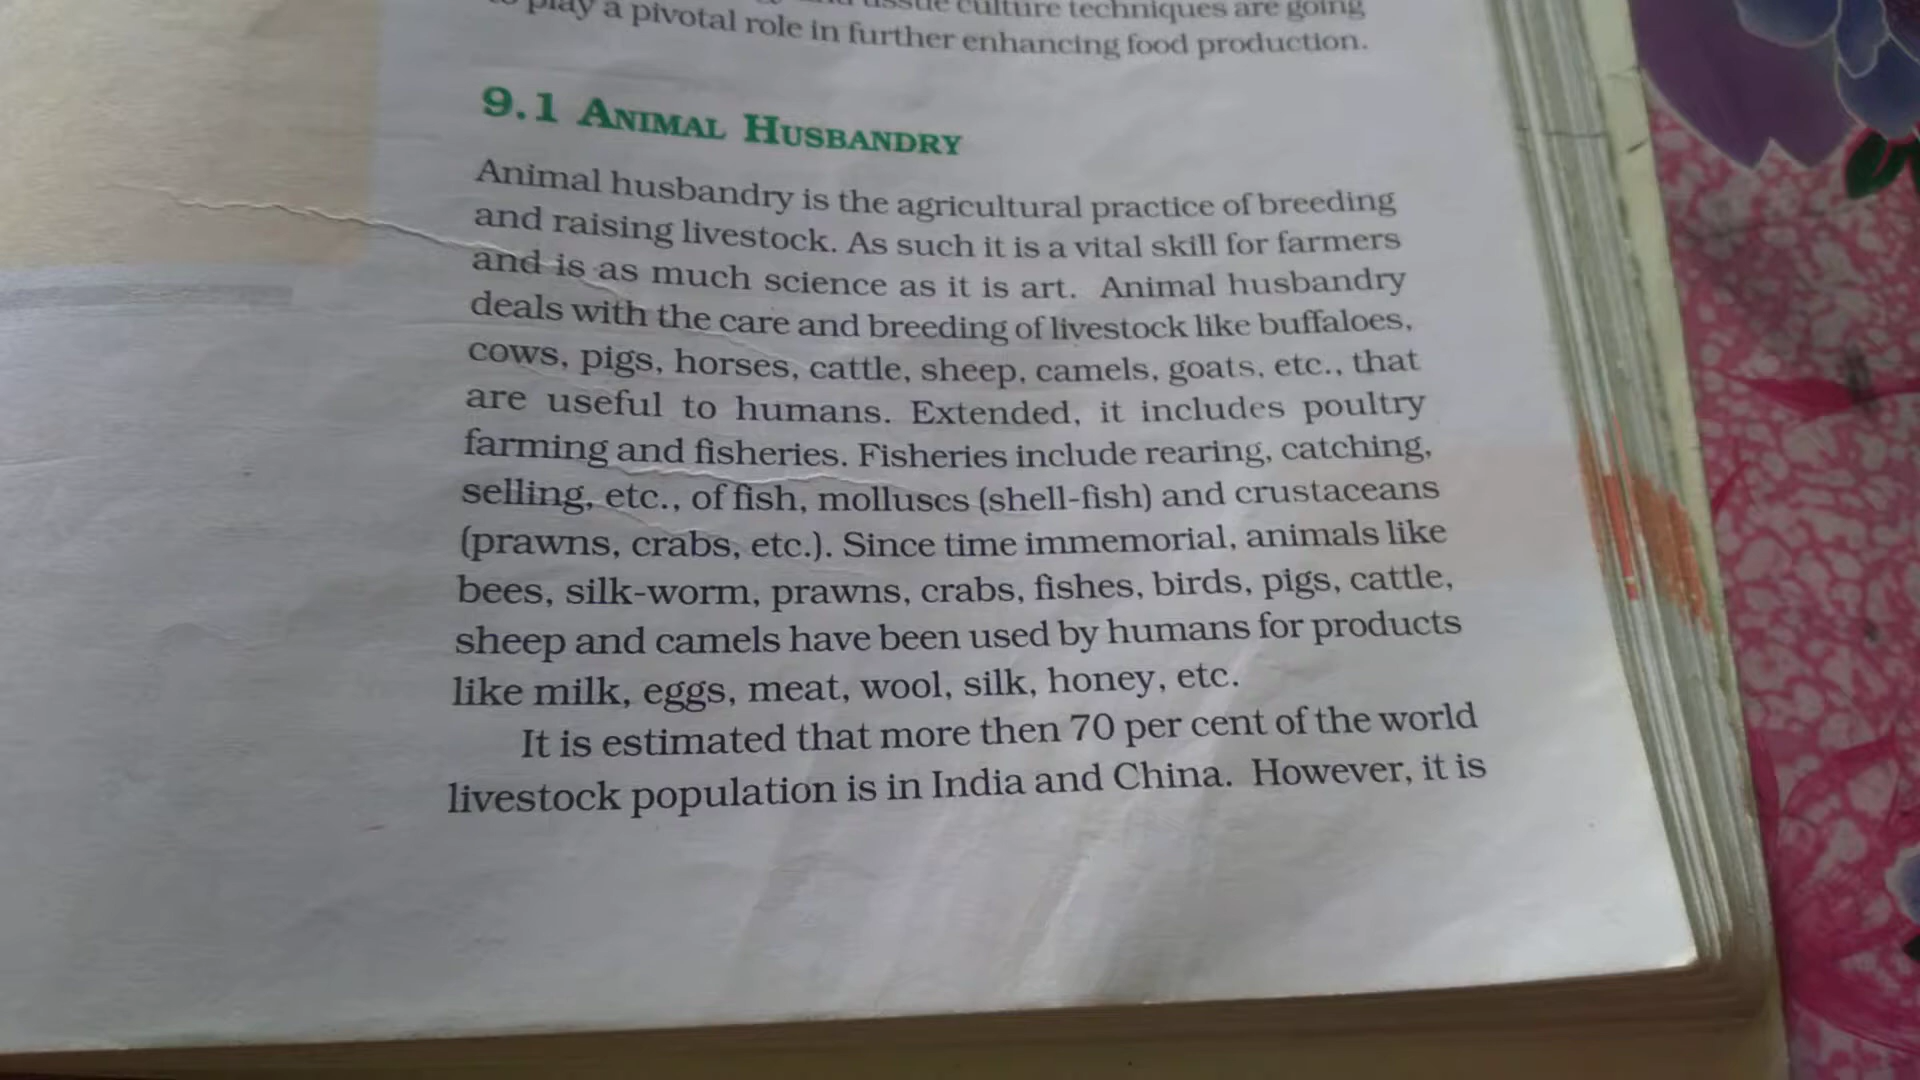 tissue culture techniques are going
to play a pivotal role in further enhancing food production.
9.1 ANIMAL HUSBANDRY
Animal husbandry is the agricultural practice of breeding
and raising livestock. As such it is a vital skill for farmers
and is as much science as it is art. Animal husbandry
deals with the care and breeding of livestock like buffaloes,
cows, pigs, horses, cattle, sheep, camels, goats, etc., that
are useful to humans. Extended, it includes poultry
farming and fisheries. Fisheries include rearing, catching,
selling, etc., of fish, molluscs (shell-fish) and crustaceans
(prawns, crabs, etc.). Since time immemorial, animals like
bees, silk-worm, prawns, crabs, fishes, birds, pigs, cattle,
sheep and camels have been used by humans for products
like milk, eggs, meat, wool, silk, honey, etc.
It is estimated that more then 70 per cent of the world
livestock population is in India and China. However, it is